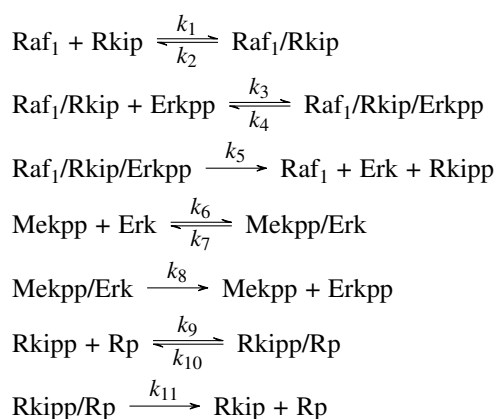 Raf₁ + Rkip ⇌ Raf₁/Rkip (k₁, k₂)
Raf₁/Rkip + Erkpp ⇌ Raf₁/Rkip/Erkpp (k₃, k₄)
Raf₁/Rkip/Erkpp → Raf₁ + Erk + Rkipp (k₅)
Mekpp + Erk ⇌ Mekpp/Erk (k₆, k₇)
Mekpp/Erk → Mekpp + Erkpp (k₈)
Rkipp + Rp ⇌ Rkipp/Rp (k₉, k₁₀)
Rkipp/Rp → Rkip + Rp (k₁₁)